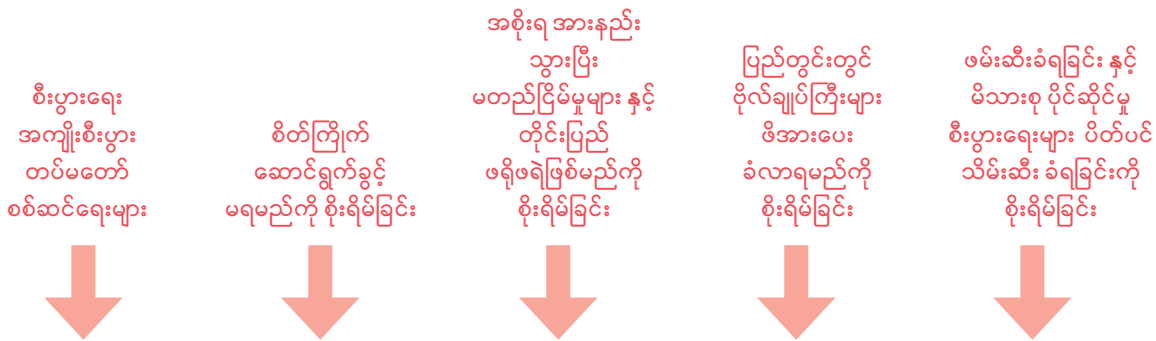 စီးပွားရေး
အကျိုးစီးပွား
တပ်မတော်
စစ်ဆင်ရေးများ
စိတ်ကြိုက်
ဆောင်ရွက်ခွင့်
မရမည်ကို စိုးရိမ်ခြင်း
အစိုးရ အားနည်း
သွားပြီး
မတည်ငြိမ်မှုများ နှင့်
တိုင်းပြည်
ဖရိုဖရဲဖြစ်မည်ကို
စိုးရိမ်ခြင်း
ပြည်တွင်းတွင်
ဗိုလ်ချုပ်ကြီးများ
ဖိအားပေး
ခံလာရမည်ကို
စိုးရိမ်ခြင်း
ဖမ်းဆီးခံရခြင်း နှင့်
မိသားစု ပိုင်ဆိုင်မှု
စီးပွားရေးများ ပိတ်ပင်
သိမ်းဆီး ခံရခြင်းကို
စိုးရိမ်ခြင်း